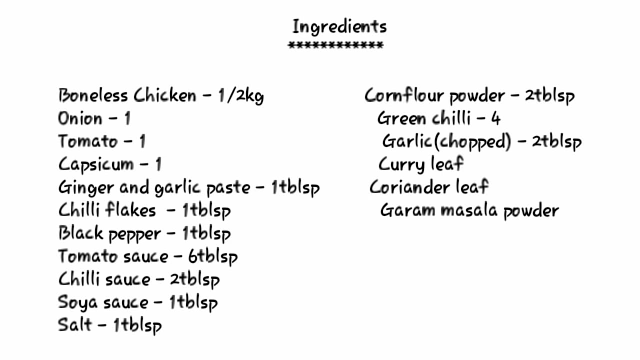 Ingredients
************
Boneless Chicken - 1/2kg
Onion - 1
Tomato - 1
Capsicum - 1
Ginger and garlic paste - 1tblsp
Chilli flakes - 1tblsp
Black pepper - 1tblsp
Tomato sauce - 6tblsp
Chilli sauce - 2tblsp
Soya sauce - 1tblsp
Salt - 1tblsp
Cornflour powder - 2tblsp
Green chilli - 4
Garlic(chopped) - 2tblsp
Curry leaf
Coriander leaf
Garam masala powder